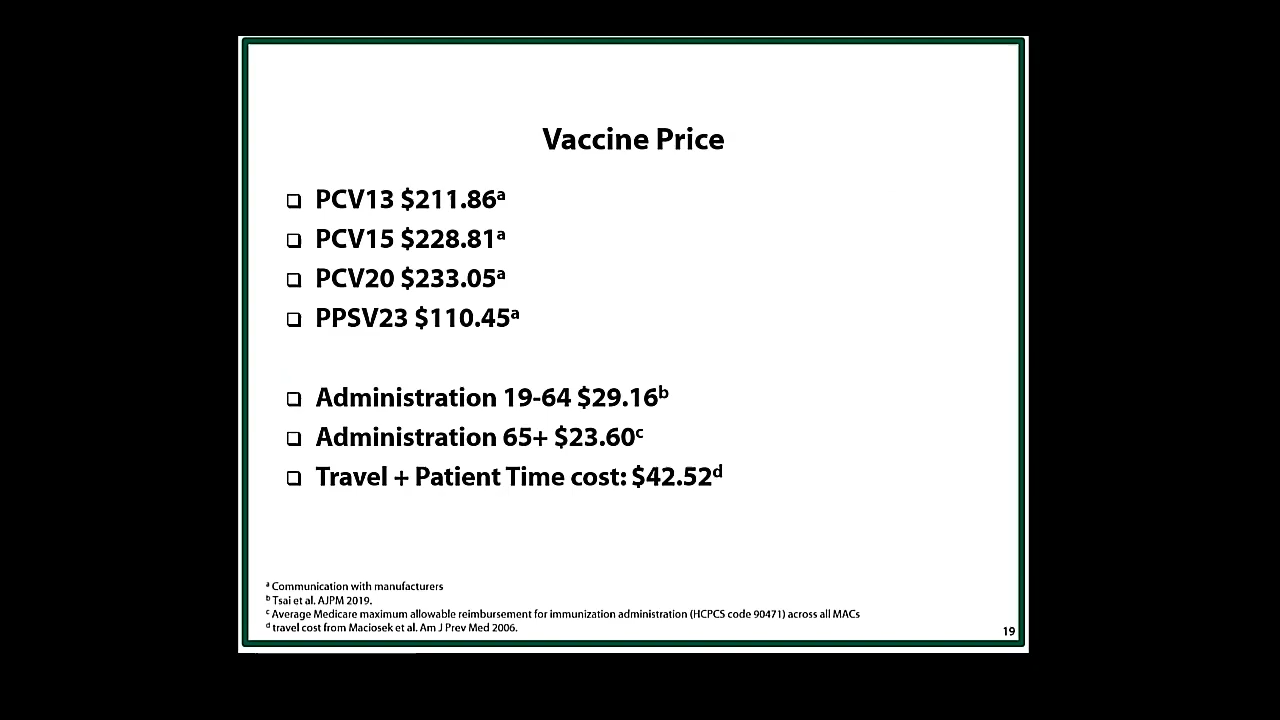 Vaccine Price
❑ PCV13 $211.86ᵃ
❑ PCV15 $228.81ᵃ
❑ PCV20 $233.05ᵃ
❑ PPSV23 $110.45ᵃ
❑ Administration 19-64 $29.16ᵇ
❑ Administration 65+ $23.60ᶜ
❑ Travel + Patient Time cost: $42.52ᵈ
ᵃ Communication with manufacturers
ᵇ Tsai et al. AJPM 2019.
ᶜ Average Medicare maximum allowable reimbursement for immunization administration (HCPCS code 90471) across all MACs
ᵈ travel cost from Maciosek et al. Am J Prev Med 2006.
19